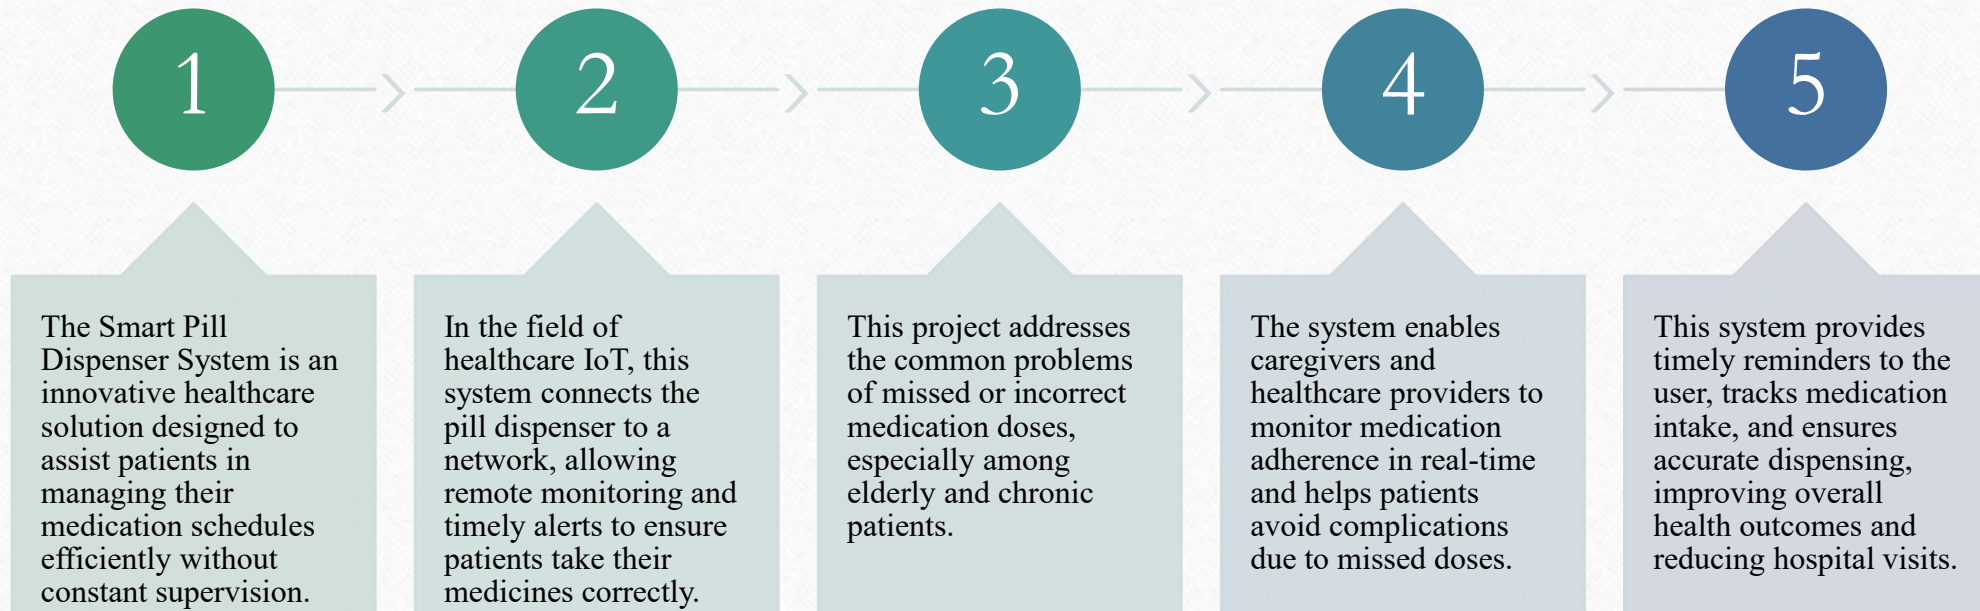 1
2
3
4
5
The Smart Pill
Dispenser System is an
innovative healthcare
solution designed to
assist patients in
managing their
medication schedules
efficiently without
constant supervision.
In the field of
healthcare IoT, this
system connects the
pill dispenser to a
network, allowing
remote monitoring and
timely alerts to ensure
patients take their
medicines correctly.
This project addresses
the common problems
of missed or incorrect
medication doses,
especially among
elderly and chronic
patients.
The system enables
caregivers and
healthcare providers to
monitor medication
adherence in real-time
and helps patients
avoid complications
due to missed doses.
This system provides
timely reminders to the
user, tracks medication
intake, and ensures
accurate dispensing,
improving overall
health outcomes and
reducing hospital visits.